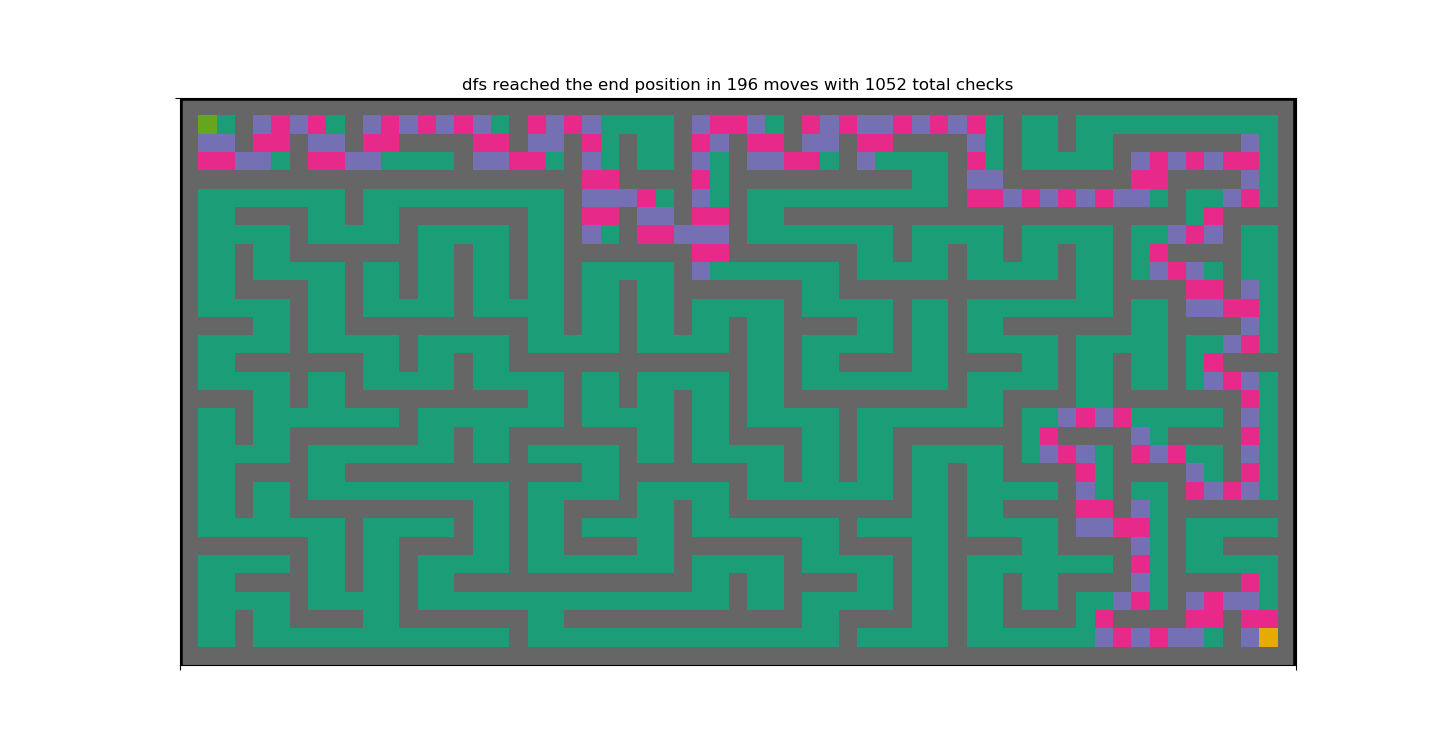 dfs reached the end position in 196 moves with 1052 total checks